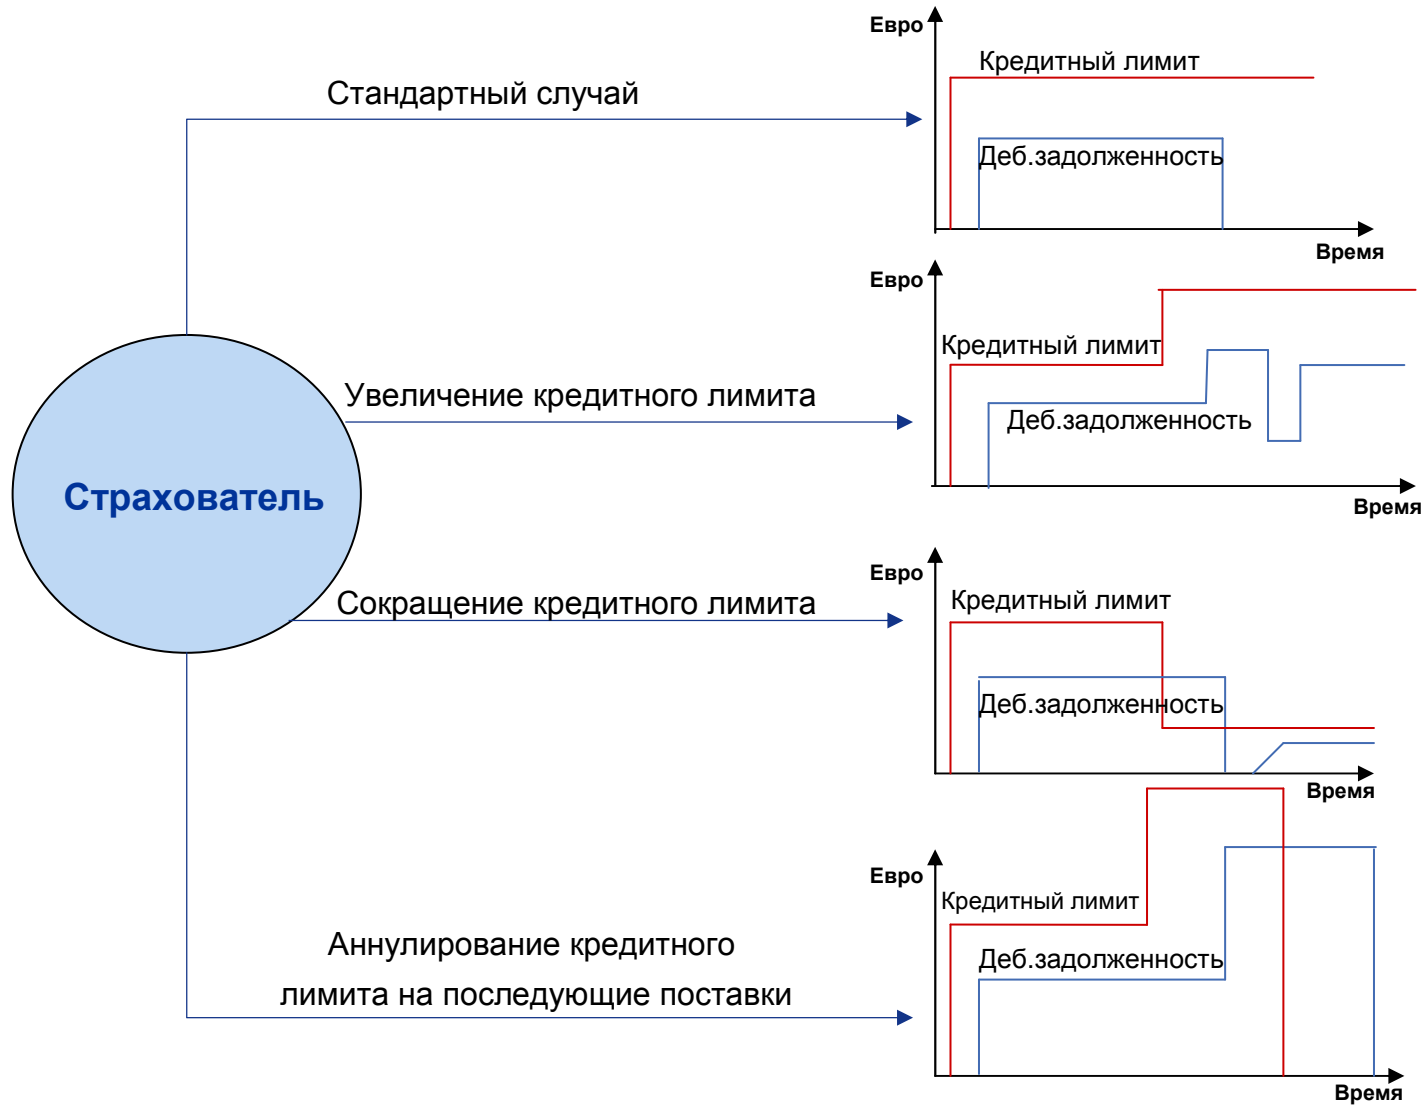 Евро
Кредитный лимит
Стандартный случай
Деб.задолженность
Время
Евро
Кредитный лимит
Увеличение кредитного лимита
Деб.задолженность
Страхователь
Время
Евро
Сокращение кредитного лимита
Кредитный лимит
Деб.задолженность
Время
Евро
Кредитный лимит
Аннулирование кредитного
лимита на последующие поставки
Деб.задолженность
Время